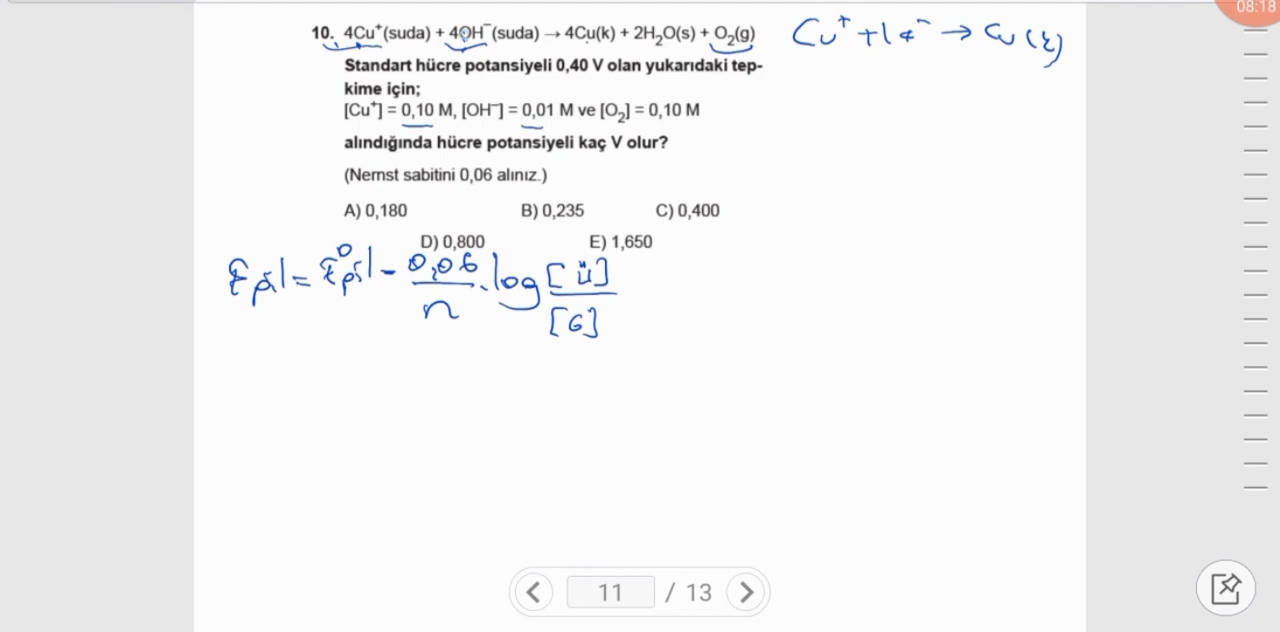 08:18
10. 4Cu⁺(suda) + 4OH⁻(suda) → 4Cu(k) + 2H₂O(s) + O₂(g)
Cu⁺ + 1e⁻ → Cu(k)
Standart hücre potansiyeli 0,40 V olan yukarıdaki tep-
kime için;
[Cu⁺] = 0,10 M, [OH⁻] = 0,01 M ve [O₂] = 0,10 M
alındığında hücre potansiyeli kaç V olur?
(Nernst sabitini 0,06 alınız.)
A) 0,180 B) 0,235 C) 0,400
D) 0,800 E) 1,650
Epil = E⁰pil - 0,06/n . log [Ü]/[G]
11 / 13